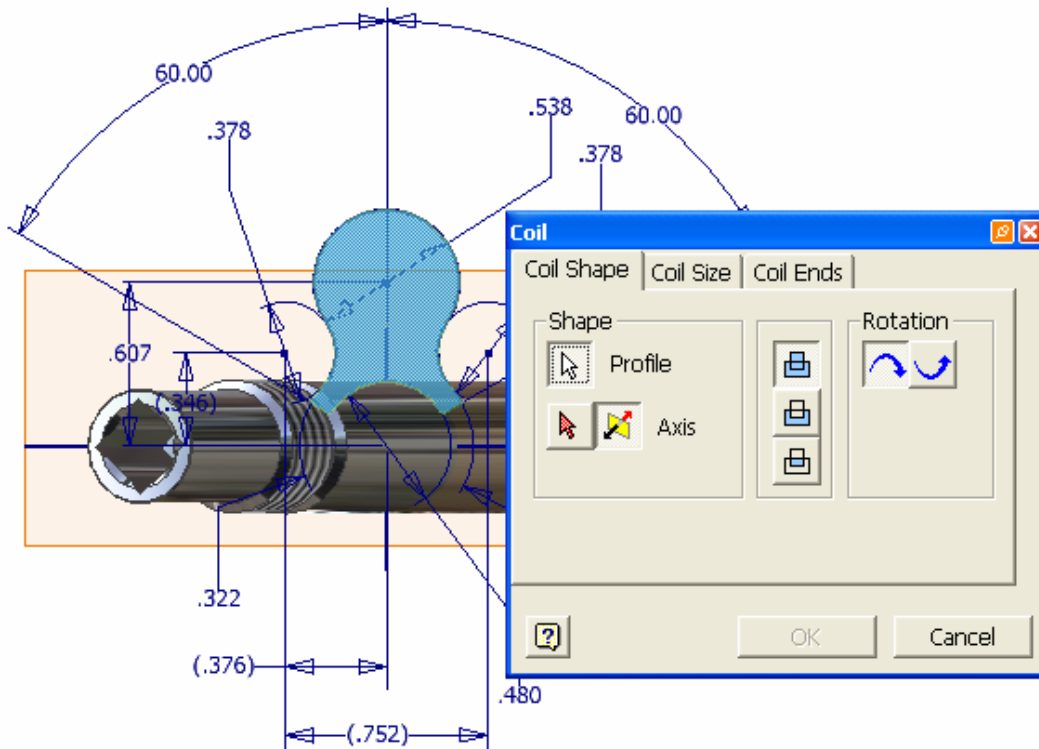 60.00
.538
.378
60.00
.378
Coil
Coil Shape
Coil Size
Coil Ends
Shape
Rotation
Profile
.607
(.346)
Axis
.322
?
OK
Cancel
(.376)
.480
(.752)